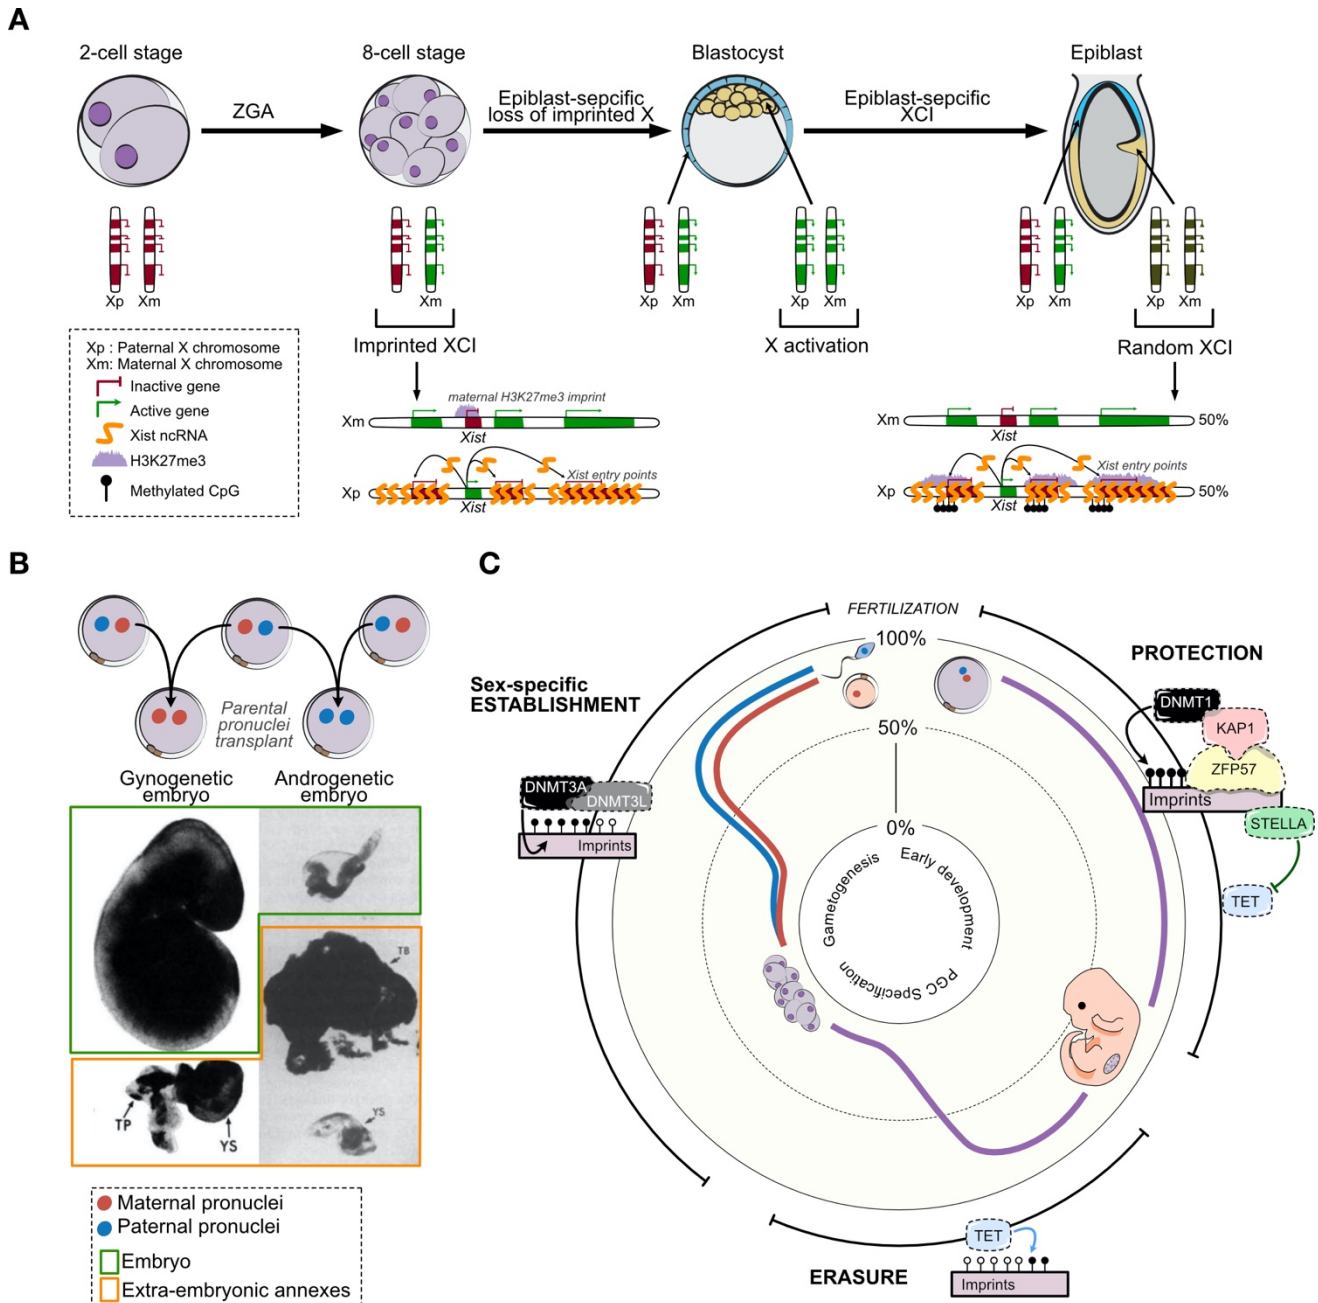 A
2-cell stage
8-cell stage
Blastocyst
Epiblast
ZGA
Epiblast-sepcific
loss of imprinted X
Epiblast-sepcific
XCI
Xp
Xm
Xp
Xm
Xp
Xm
Xp
Xm
Xp
Xm
Xp
Xm
Imprinted XCI
X activation
Random XCI
Xp : Paternal X chromosome
Xm: Maternal X chromosome
Inactive gene
Active gene
Xist ncRNA
H3K27me3
Methylated CpG
maternal H3K27me3 imprint
Xm
Xist
Xist entry points
Xp
Xist
Xm
50%
Xist
Xist entry points
Xp
50%
Xist
B
Parental
pronuclei
transplant
Gynogenetic
embryo
Androgenetic
embryo
TB
TP
YS
YS
Maternal pronuclei
Paternal pronuclei
Embryo
Extra-embryonic annexes
C
FERTILIZATION
100%
50%
0%
Sex-specific
ESTABLISHMENT
DNMT3A
DNMT3L
Imprints
PROTECTION
DNMT1
KAP1
ZFP57
Imprints
STELLA
TET
Gametogenesis
Early development
PGC Specification
TET
ERASURE
Imprints